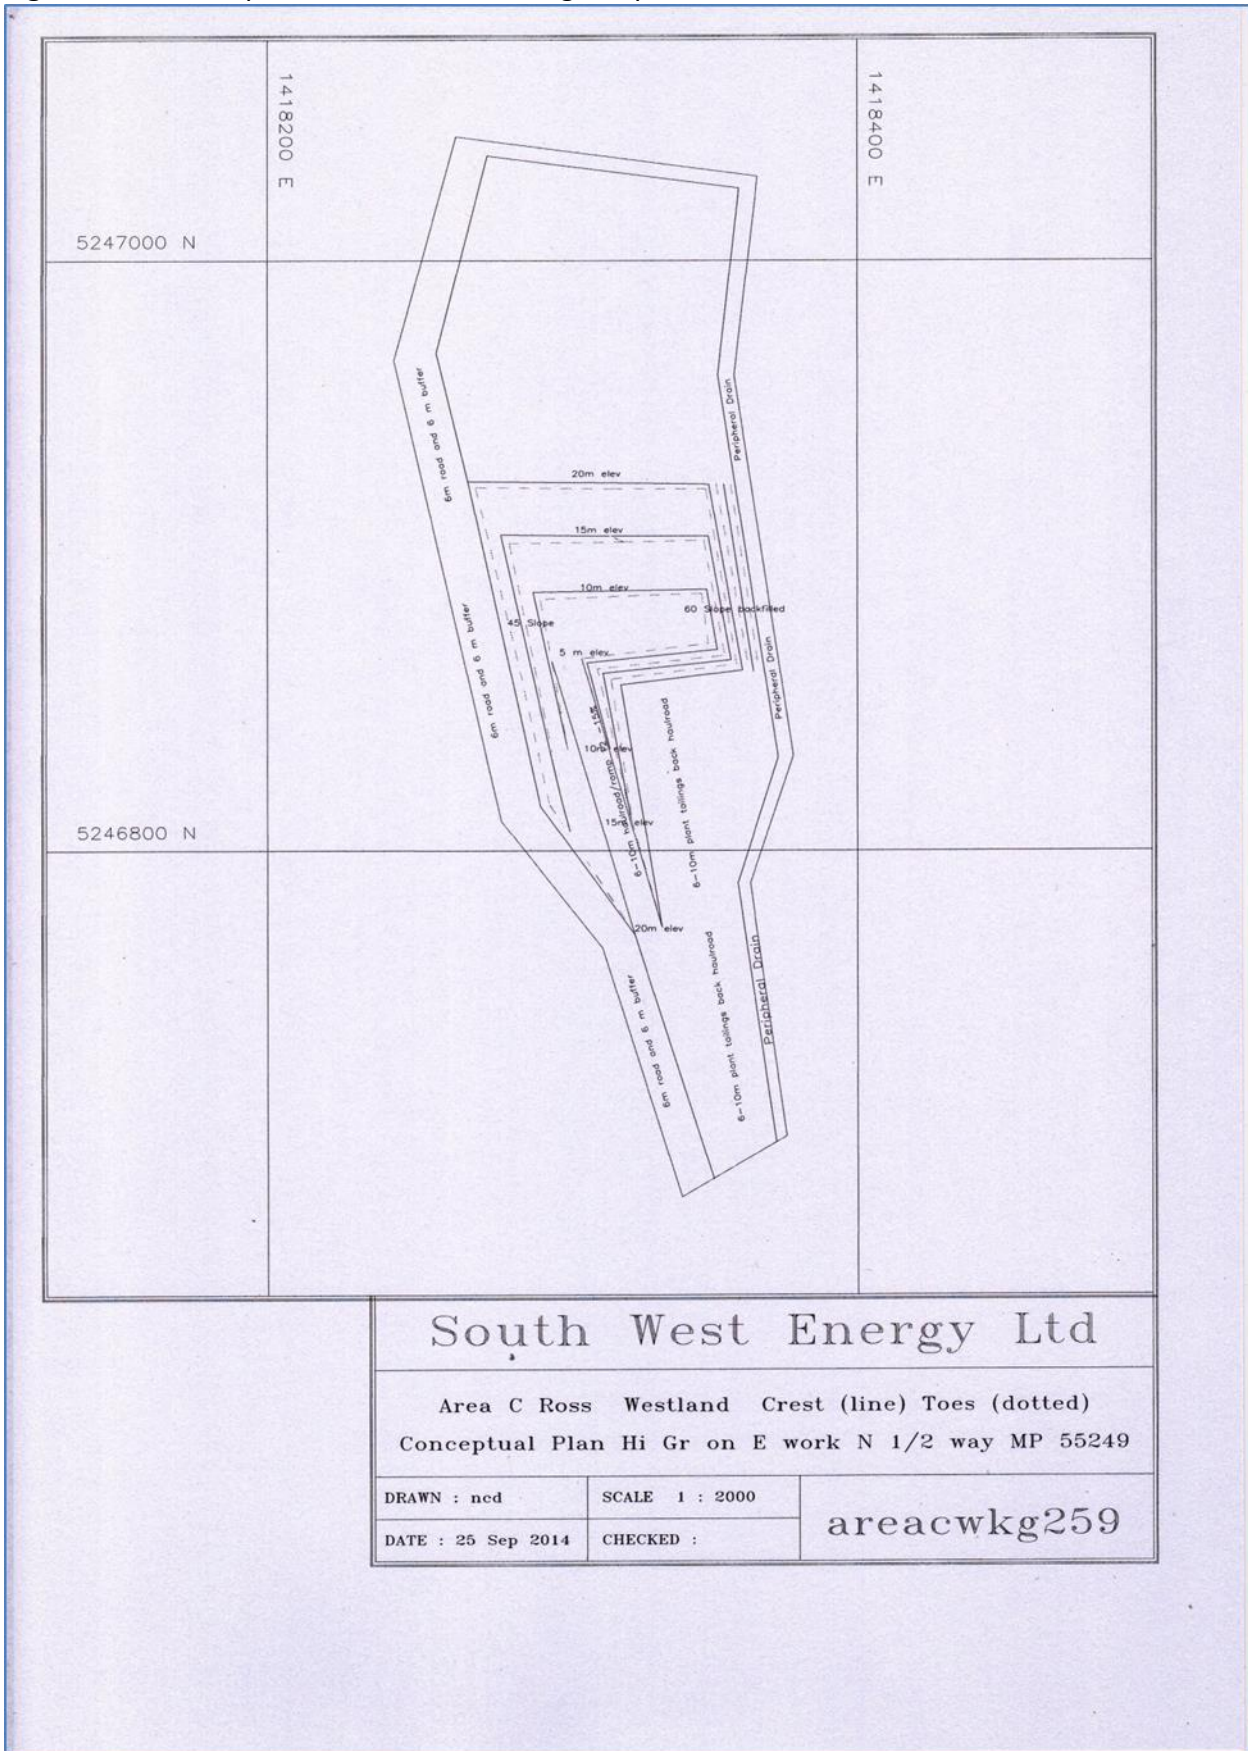 1418200 E
1418400 E
5247000 N
6m road and 6 m buffer
Peripheral Drain
20m elev
15m elev
10m elev
60 Slope backfilled
45 Slope
5 m elev
6m road and 6 m buffer
Peripheral Drain
10m elev
6-10m haulroad/ramp
6-10m plant tailings back haulroad
15m elev
5246800 N
20m elev
6m road and 6 m buffer
6-10m plant tailings back haulroad
Peripheral Drain
South West Energy Ltd
Area C Ross Westland Crest (line) Toes (dotted)
Conceptual Plan Hi Gr on E work N 1/2 way MP 55249
DRAWN : ncd
SCALE 1 : 2000
areacwkg259
DATE : 25 Sep 2014
CHECKED :